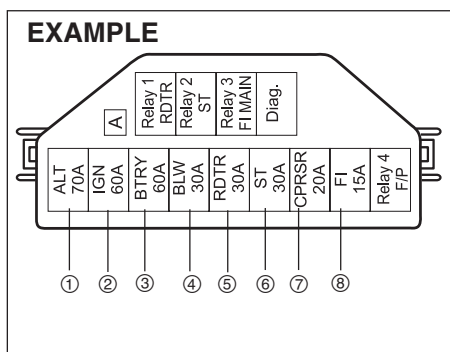 EXAMPLE
A
Relay 1
RDTR
Relay 2
ST
Relay 3
FI MAIN
Diag.
ALT
70A
IGN
60A
BTRY
60A
BLW
30A
RDTR
30A
ST
30A
CPRSR
20A
FI
15A
Relay 4
F/P
① ② ③ ④ ⑤ ⑥ ⑦ ⑧